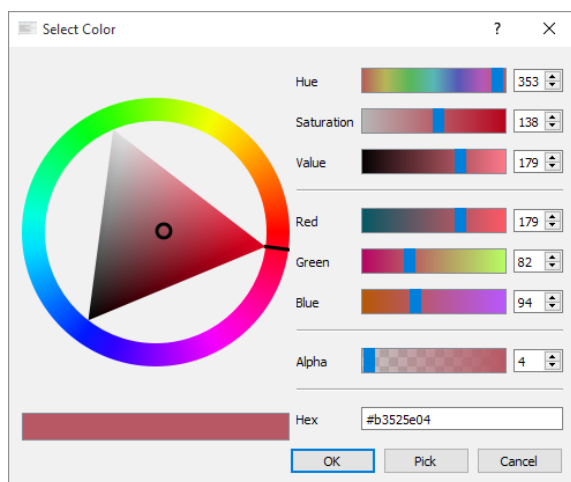 Select Color
?
Hue 353
Saturation 138
Value 179
Red 179
Green 82
Blue 94
Alpha 4
Hex #b3525e04
OK Pick Cancel